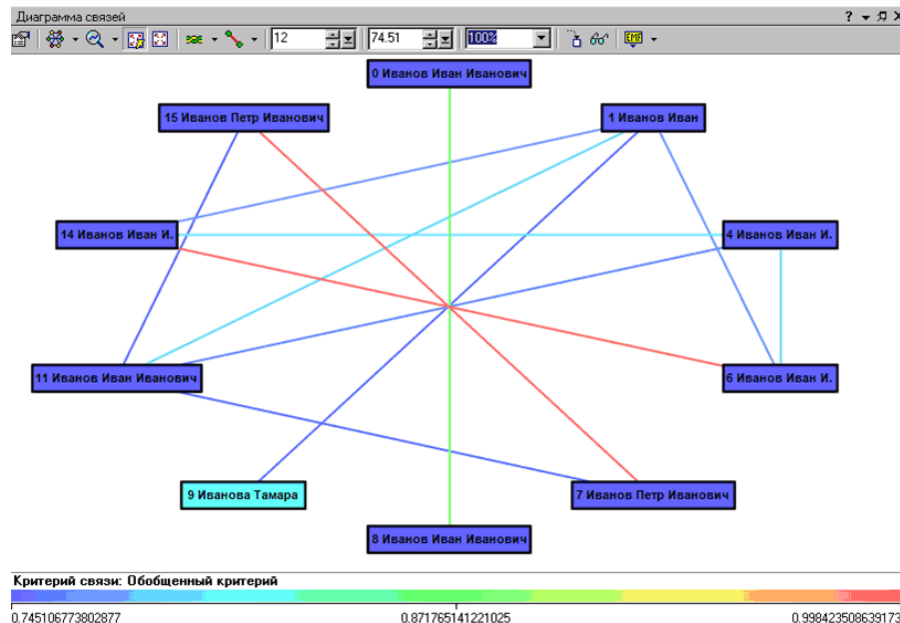 Диаграмма связей
12 74.51 100% EMF
0 Иванов Иван Иванович
15 Иванов Петр Иванович
1 Иванов Иван
14 Иванов Иван И.
4 Иванов Иван И.
11 Иванов Иван Иванович
6 Иванов Иван И.
9 Иванова Тамара
7 Иванов Петр Иванович
8 Иванов Иван Иванович
Критерий связи: Обобщенный критерий
0.745106773802877 0.871765141221025 0.998423508639173